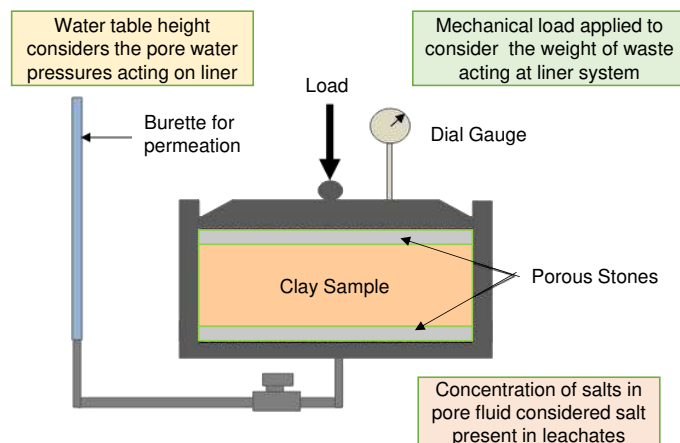 Water table height
considers the pore water
pressures acting on liner
Mechanical load applied to
consider the weight of waste
acting at liner system
Load
Burette for
permeation
Dial Gauge
Clay Sample
Porous Stones
Concentration of salts in
pore fluid considered salt
present in leachates